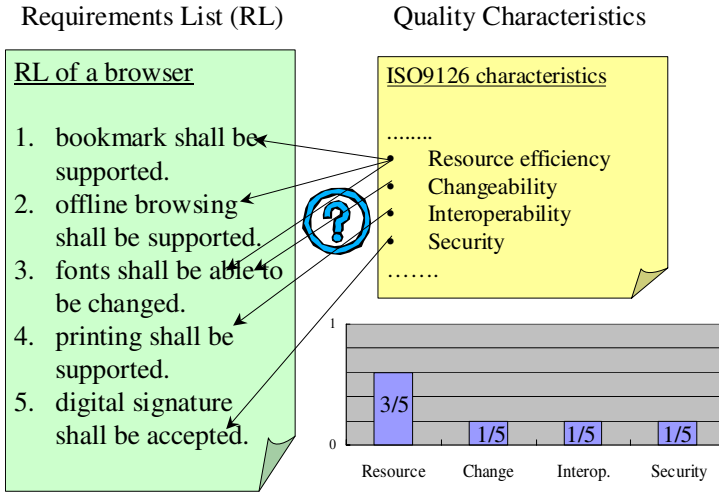 Requirements List (RL)
Quality Characteristics
RL of a browser
1. bookmark shall be
supported.
2. offline browsing
shall be supported.
3. fonts shall be able to
be changed.
4. printing shall be
supported.
5. digital signature
shall be accepted.
?
ISO9126 characteristics
........
• Resource efficiency
• Changeability
• Interoperability
• Security
…….
1
0
3/5
1/5
1/5
1/5
Resource
Change
Interop.
Security